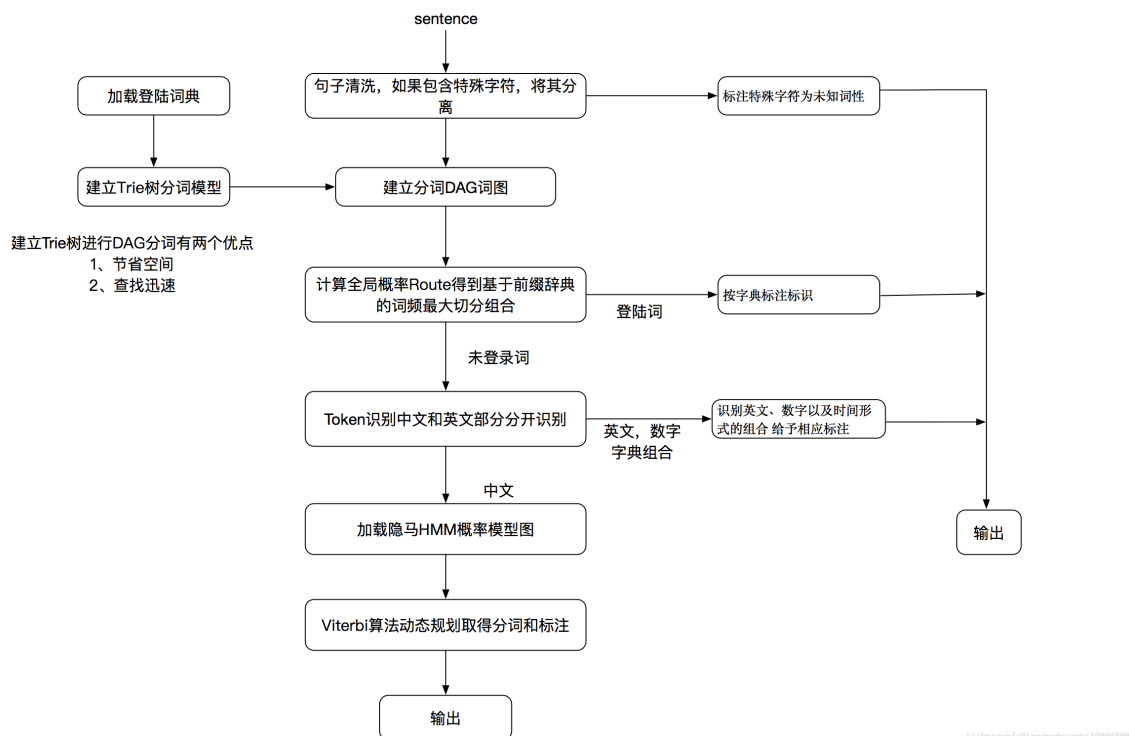 sentence
句子清洗，如果包含特殊字符，将其分
离
标注特殊字符为未知词性
加载登陆词典
建立Trie树分词模型
建立分词DAG词图
建立Trie树进行DAG分词有两个优点
1、节省空间
2、查找迅速
计算全局概率Route得到基于前缀辞典
的词频最大切分组合
登陆词
按字典标注标识
未登录词
Token识别中文和英文部分分开识别
英文，数字
字典组合
识别英文、数字以及时间形
式的组合 给予相应标注
中文
加载隐马HMM概率模型图
输出
Viterbi算法动态规划取得分词和标注
输出